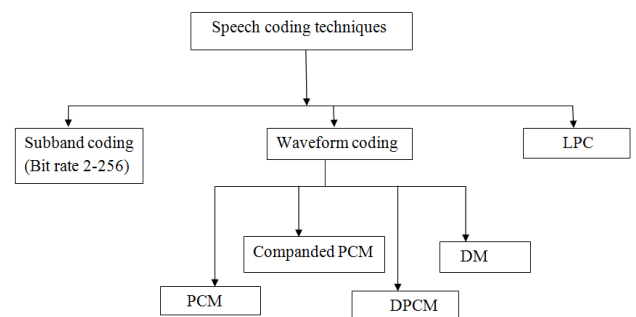 Speech coding techniques
Subband coding
(Bit rate 2-256)
Waveform coding
LPC
Companded PCM
DM
PCM
DPCM